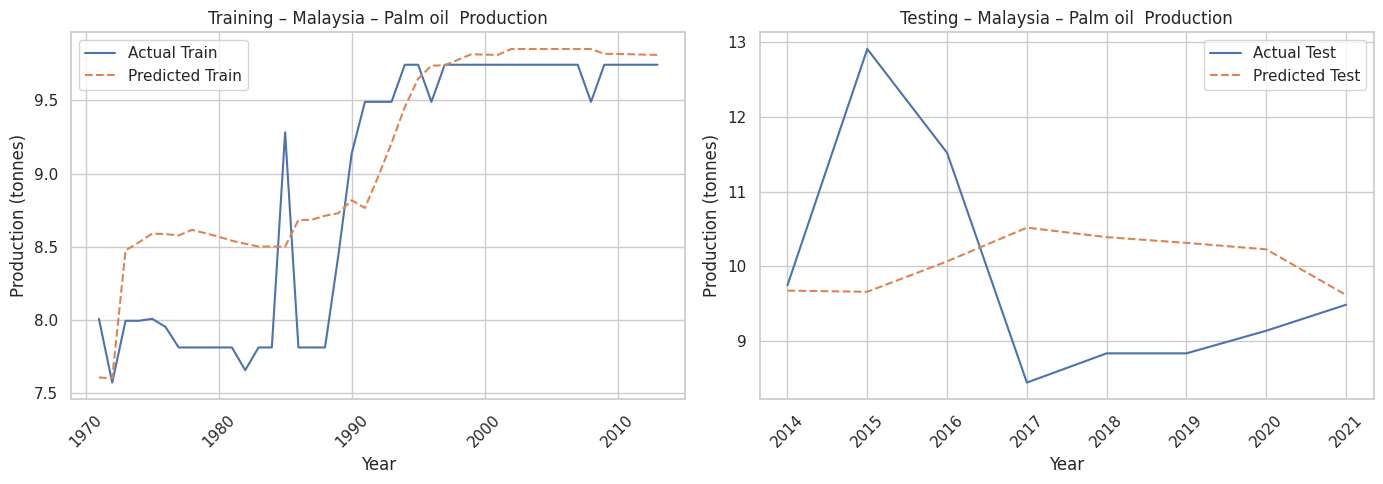 Training – Malaysia – Palm oil  Production
Actual Train
Predicted Train
Production (tonnes)
9.5
9.0
8.5
8.0
7.5
1970
1980
1990
2000
2010
Year
Testing – Malaysia – Palm oil  Production
Actual Test
Predicted Test
Production (tonnes)
13
12
11
10
9
2014
2015
2016
2017
2018
2019
2020
2021
Year